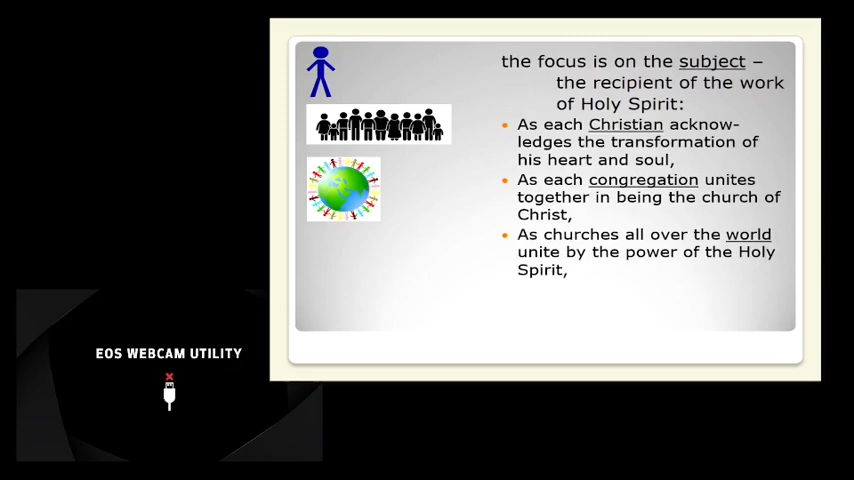 the focus is on the subject –
the recipient of the work
of Holy Spirit:
• As each Christian acknow-
ledges the transformation of
his heart and soul,
• As each congregation unites
together in being the church of
Christ,
• As churches all over the world
unite by the power of the Holy
Spirit,
EOS WEBCAM UTILITY